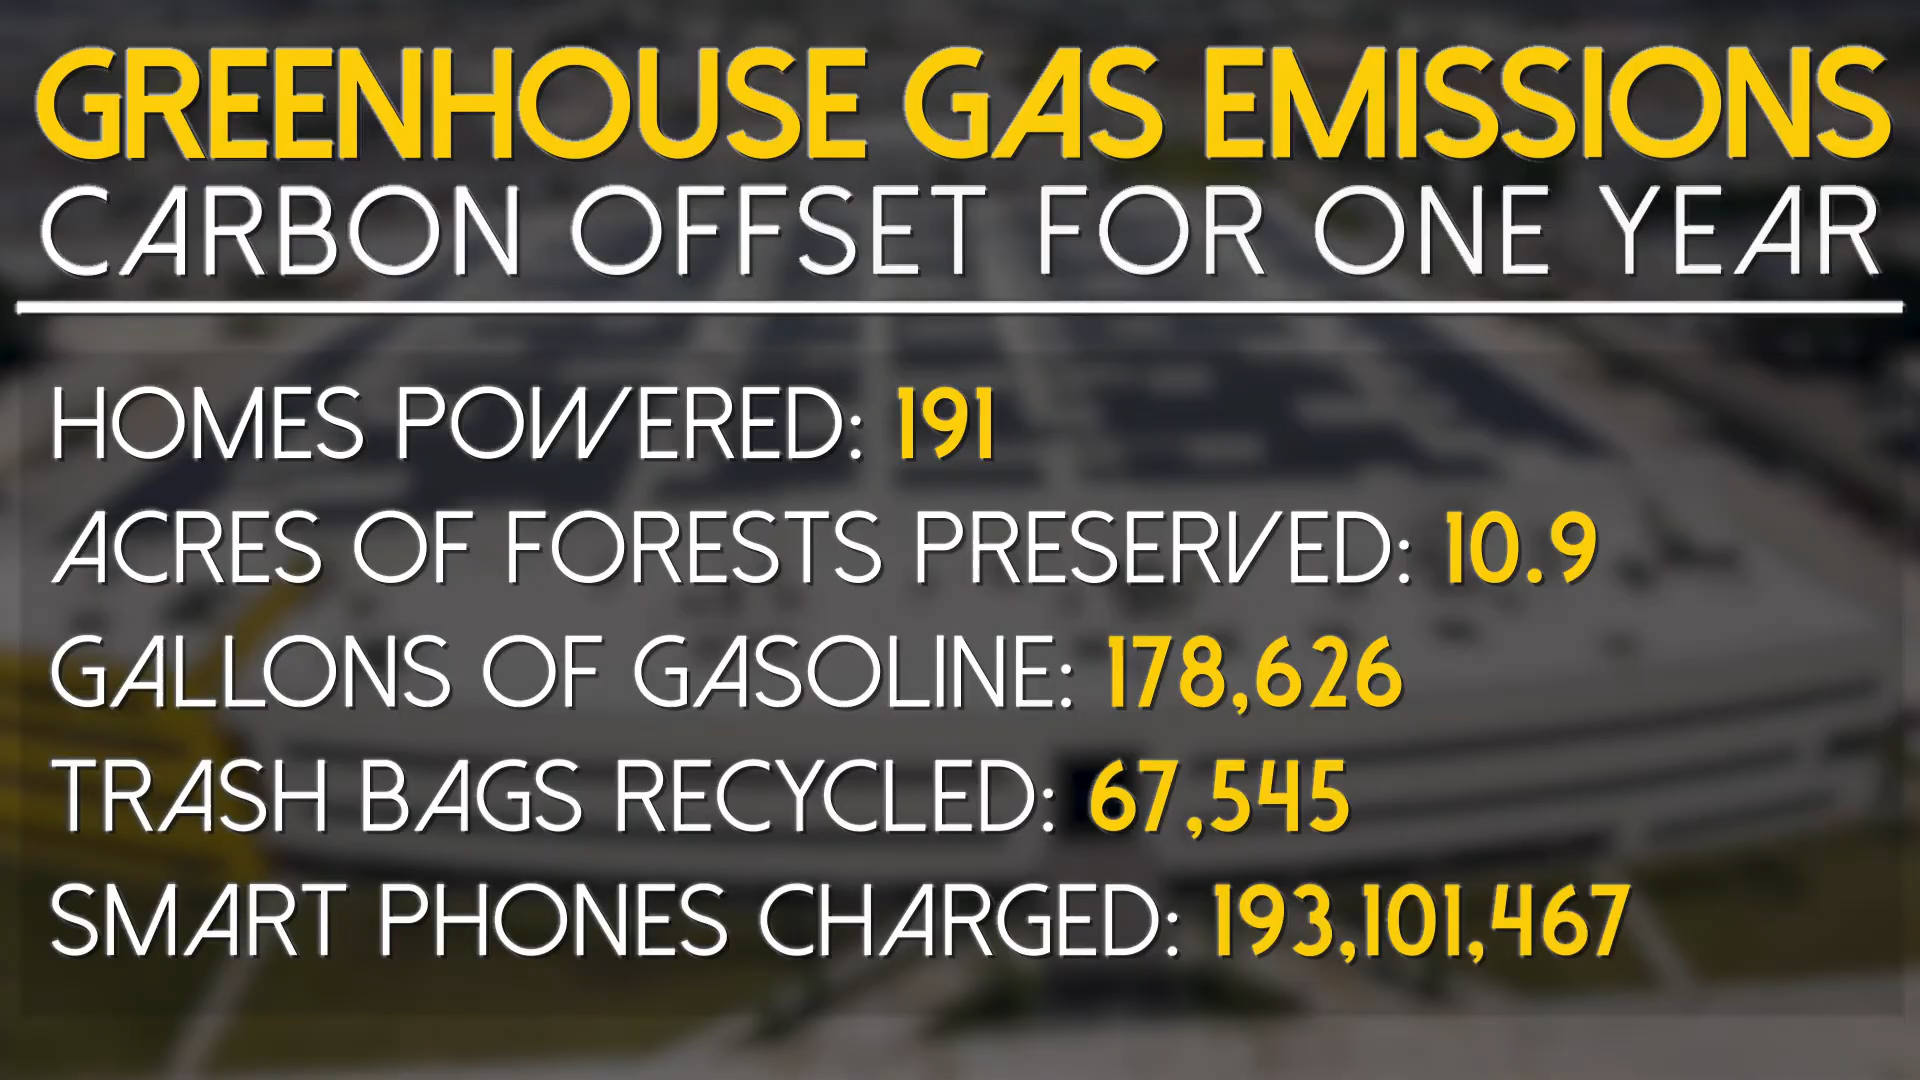 GREENHOUSE GAS EMISSIONS
CARBON OFFSET FOR ONE YEAR
HOMES POWERED: 191
ACRES OF FORESTS PRESERVED: 10.9
GALLONS OF GASOLINE: 178,626
TRASH BAGS RECYCLED: 67,545
SMART PHONES CHARGED: 193,101,467